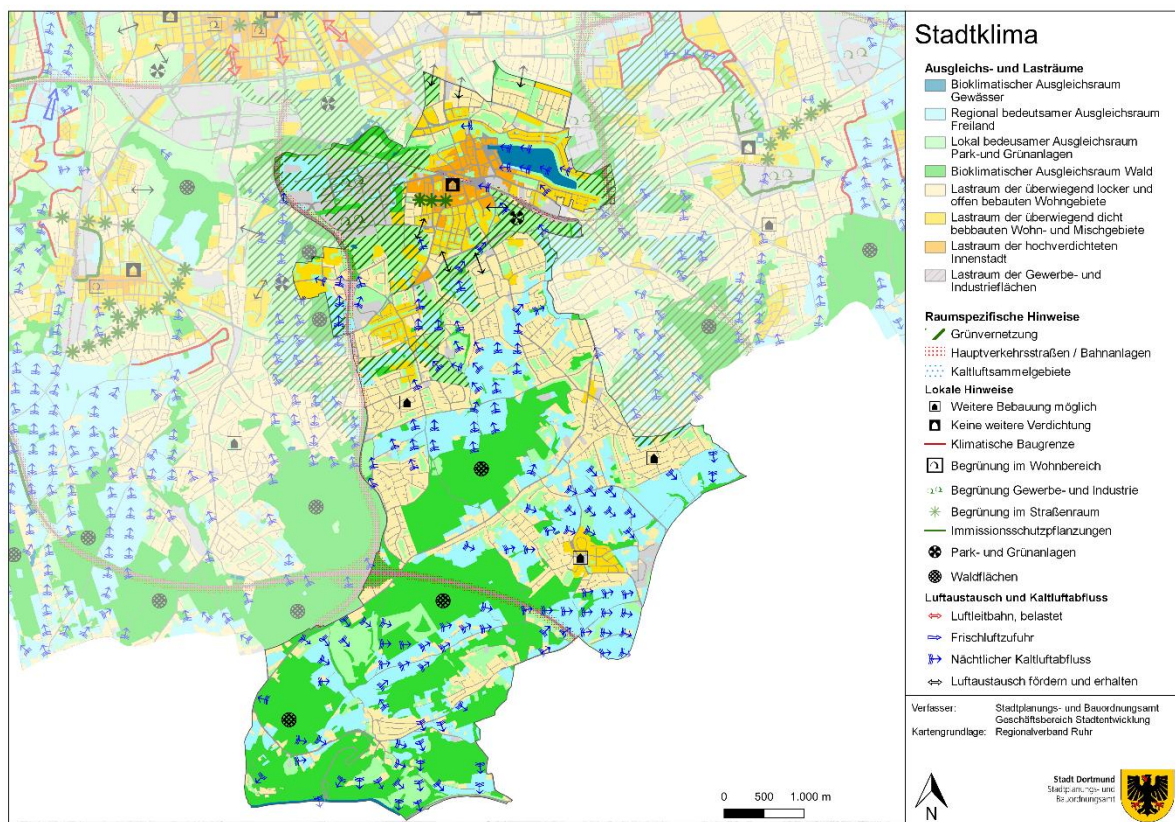 Stadtklima
Ausgleichs- und Lasträume
Bioklimatischer Ausgleichsraum
Gewässer
Regional bedeutsamer Ausgleichsraum
Freiland
Lokal bedeusamer Ausgleichsraum
Park-und Grünanlagen
Bioklimatischer Ausgleichsraum Wald
Lastraum der überwiegend locker und
offen bebauten Wohngebiete
Lastraum der überwiegend dicht
bebbauten Wohn- und Mischgebiete
Lastraum der hochverdichteten
Innenstadt
Lastraum der Gewerbe- und
Industrieflächen
Raumspezifische Hinweise
Grünvernetzung
Hauptverkehrsstraßen / Bahnanlagen
Kaltluftsammelgebiete
Lokale Hinweise
Weitere Bebauung möglich
Keine weitere Verdichtung
Klimatische Baugrenze
Begrünung im Wohnbereich
Begrünung Gewerbe- und Industrie
Begrünung im Straßenraum
Immissionsschutzpflanzungen
Park- und Grünanlagen
Waldflächen
Luftaustausch und Kaltluftabfluss
Luftleitbahn, belastet
Frischluftzufuhr
Nächtlicher Kaltluftabfluss
Luftaustausch fördern und erhalten
Verfasser: Stadtplanungs- und Bauordnungsamt
Geschäftsbereich Stadtentwicklung
Kartengrundlage: Regionalverband Ruhr
0 500 1.000 m
N
Stadt Dortmund
Stadtplanungs- und
Bauordnungsamt